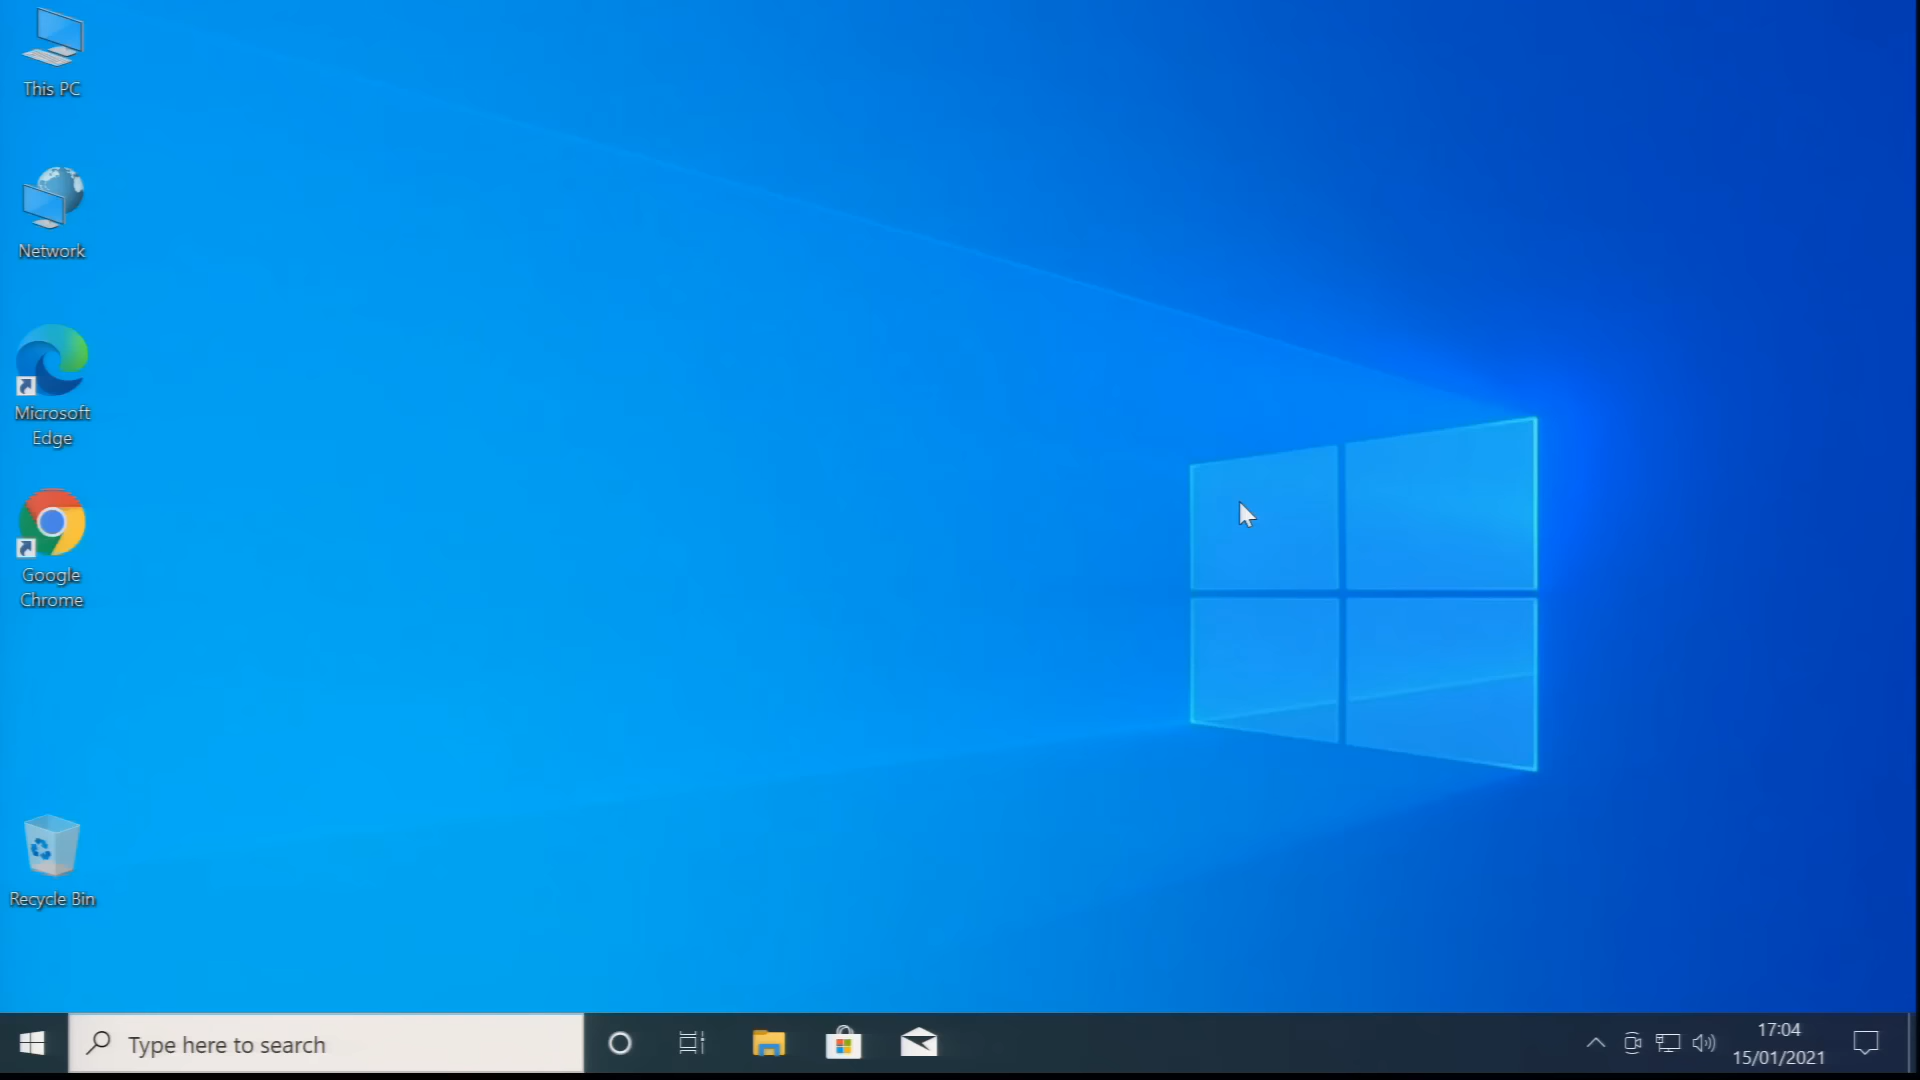 This PC
Network
Microsoft
Edge
Google
Chrome
Recycle Bin
Type here to search
17:04
15/01/2021